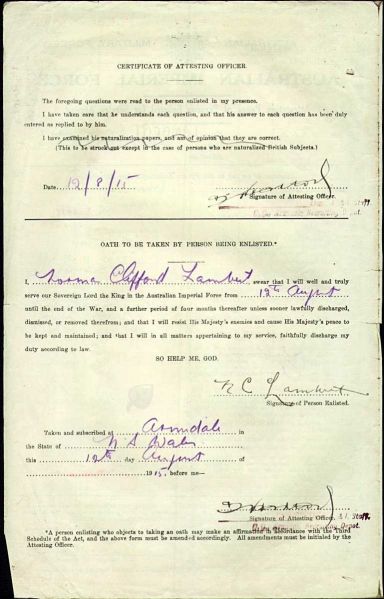 CERTIFICATE OF ATTESTING OFFICER.
The foregoing questions were read to the person enlisted in my presence.
I have taken care that he understands each question, and that his answer to each question has been duly
entered as replied to by him.
I have examined his naturalization papers, and am of opinion that they are correct.
(This to be struck out except in the case of persons who are naturalized British Subjects.)
Date 12/8/15
Signature of Attesting Officer.
OATH TO BE TAKEN BY PERSON BEING ENLISTED.*
I, Norman Clifford Lambert swear that I will well and truly
serve our Sovereign Lord the King in the Australian Imperial Force from 12th August
until the end of the War, and a further period of four months thereafter unless sooner lawfully discharged,
dismissed, or removed therefrom; and that I will resist His Majesty's enemies and cause His Majesty's peace to
be kept and maintained; and that I will in all matters appertaining to my service, faithfully discharge my
duty according to law.
SO HELP ME, GOD.
N C Lambert
Signature of Person Enlisted.
Taken and subscribed at in
the State of N S Wales
this 12th day August of
1915 before me—
Signature of Attesting Officer.
*A person enlisting who objects to taking an oath may make an affirmation in accordance with the Third
Schedule of the Act, and the above form must be amended accordingly. All amendments must be initialed by the
Attesting Officer.